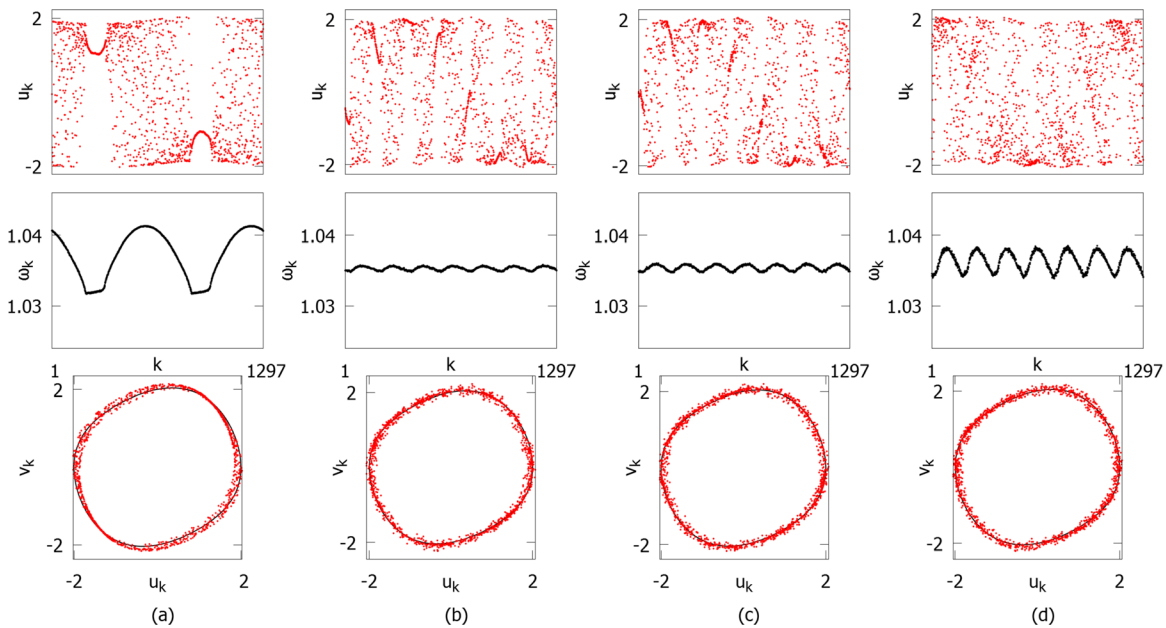 2 2 2 2
u_k u_k u_k u_k
-2 -2 -2 -2
1.04 1.04 1.04 1.04
ω_k ω_k ω_k ω_k
1.03 1.03 1.03 1.03
1 k 1297 1 k 1297 1 k 1297 1 k 1297
2 2 2 2
v_k v_k v_k v_k
-2 -2 -2 -2
-2 2 -2 2 -2 2 -2 2
u_k u_k u_k u_k
(a) (b) (c) (d)